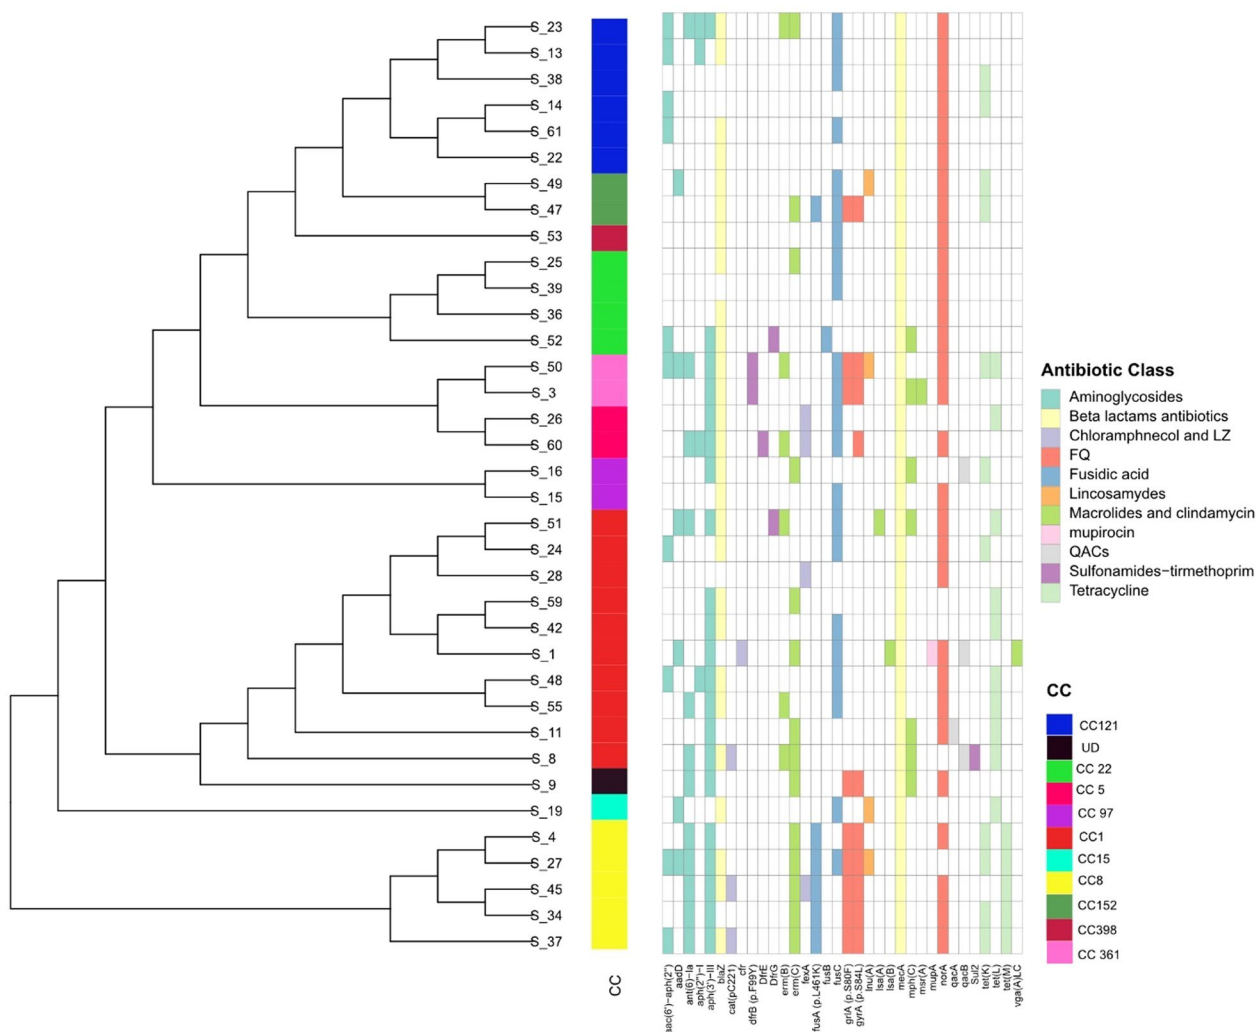 S_23
S_13
S_38
S_14
S_61
S_22
S_49
S_47
S_53
S_25
S_39
S_36
S_52
S_50
S_3
S_26
S_60
S_16
S_15
S_51
S_24
S_28
S_59
S_42
S_1
S_48
S_55
S_11
S_8
S_9
S_19
S_4
S_27
S_45
S_34
S_37
CC
aac(6')-aph(2'')
aadD
ant(6)-Ia
aph(2'')-I
aph(3')-III
blaZ
cat(pC221)
cfr
dfrB (p.F99Y)
DfrE
DfrG
erm(B)
erm(C)
fexA
fusA (p.L461K)
fusB
fusC
grlA (p.S80F)
gyrA (p.S84L)
lnu(A)
lsa(A)
lsa(B)
mecA
mph(C)
msr(A)
mupA
norA
qacA
qacB
Sul2
tet(K)
tet(L)
tet(M)
vga(A)LC
Antibiotic Class
Aminoglycosides
Beta lactams antibiotics
Chloramphnecol and LZ
FQ
Fusidic acid
Lincosamydes
Macrolides and clindamycin
mupirocin
QACs
Sulfonamides−tirmethoprim
Tetracycline
CC
CC121
UD
CC 22
CC 5
CC 97
CC1
CC15
CC8
CC152
CC398
CC 361